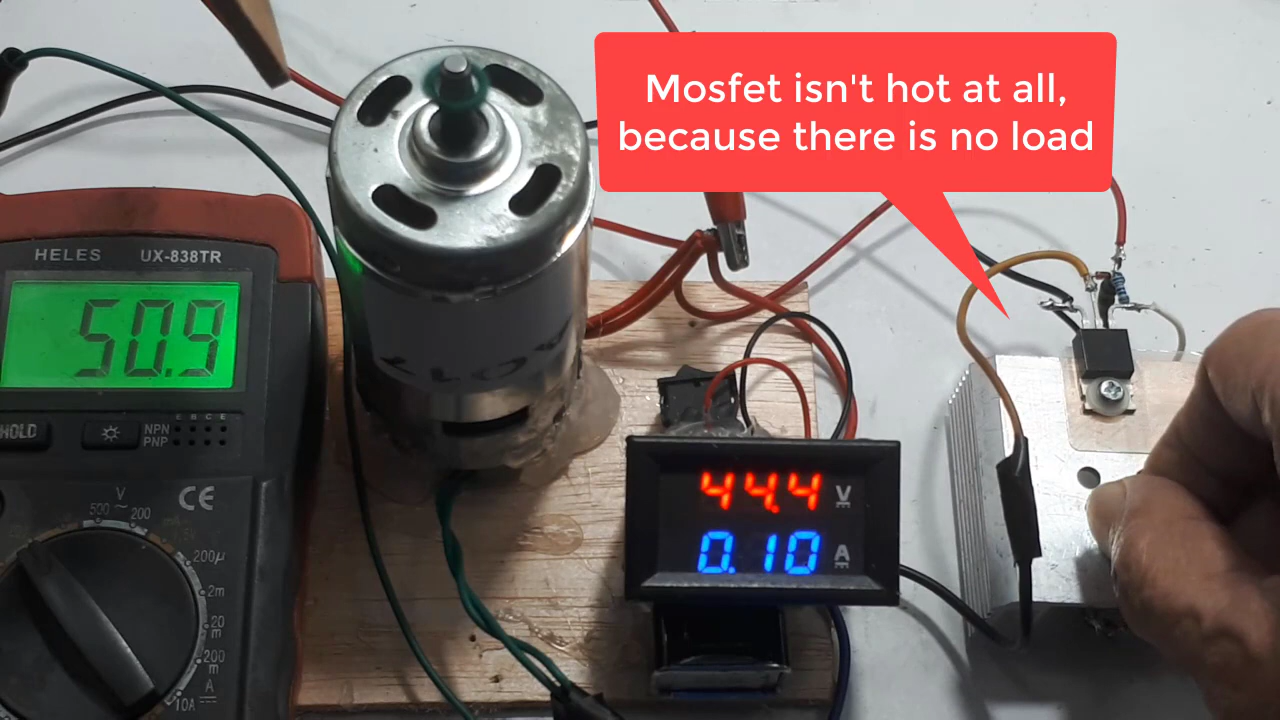 Mosfet isn't hot at all,
because there is no load
HELES UX-838TR
50.9
E B C E
HOLD
NPN
PNP
V
500 ~ 200
CE
200µ
2m
20
m
200
m
A
10A
44.4 V
0.10 A